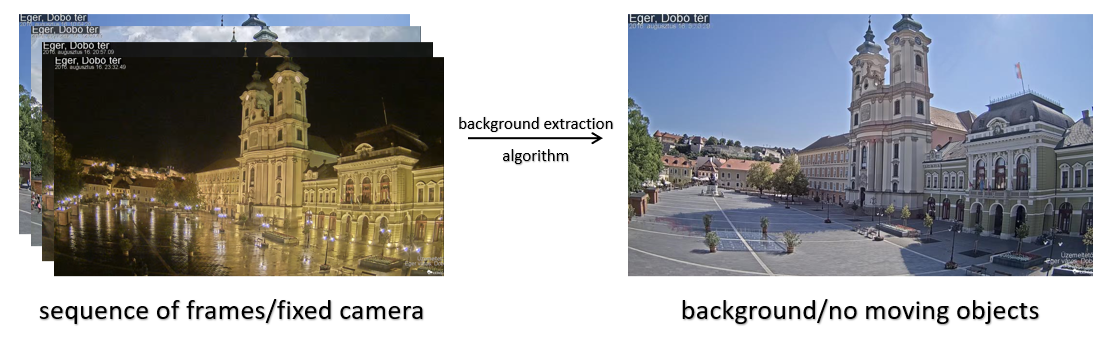 Eger, Dobo ter
Eger, Dobo ter
Eger, Dobo ter
2016. augusztus 16. 20:57:09
Eger, Dobo ter
2016. augusztus 16. 23:32:49
background extraction
algorithm
Eger, Dobo ter
sequence of frames/fixed camera
background/no moving objects